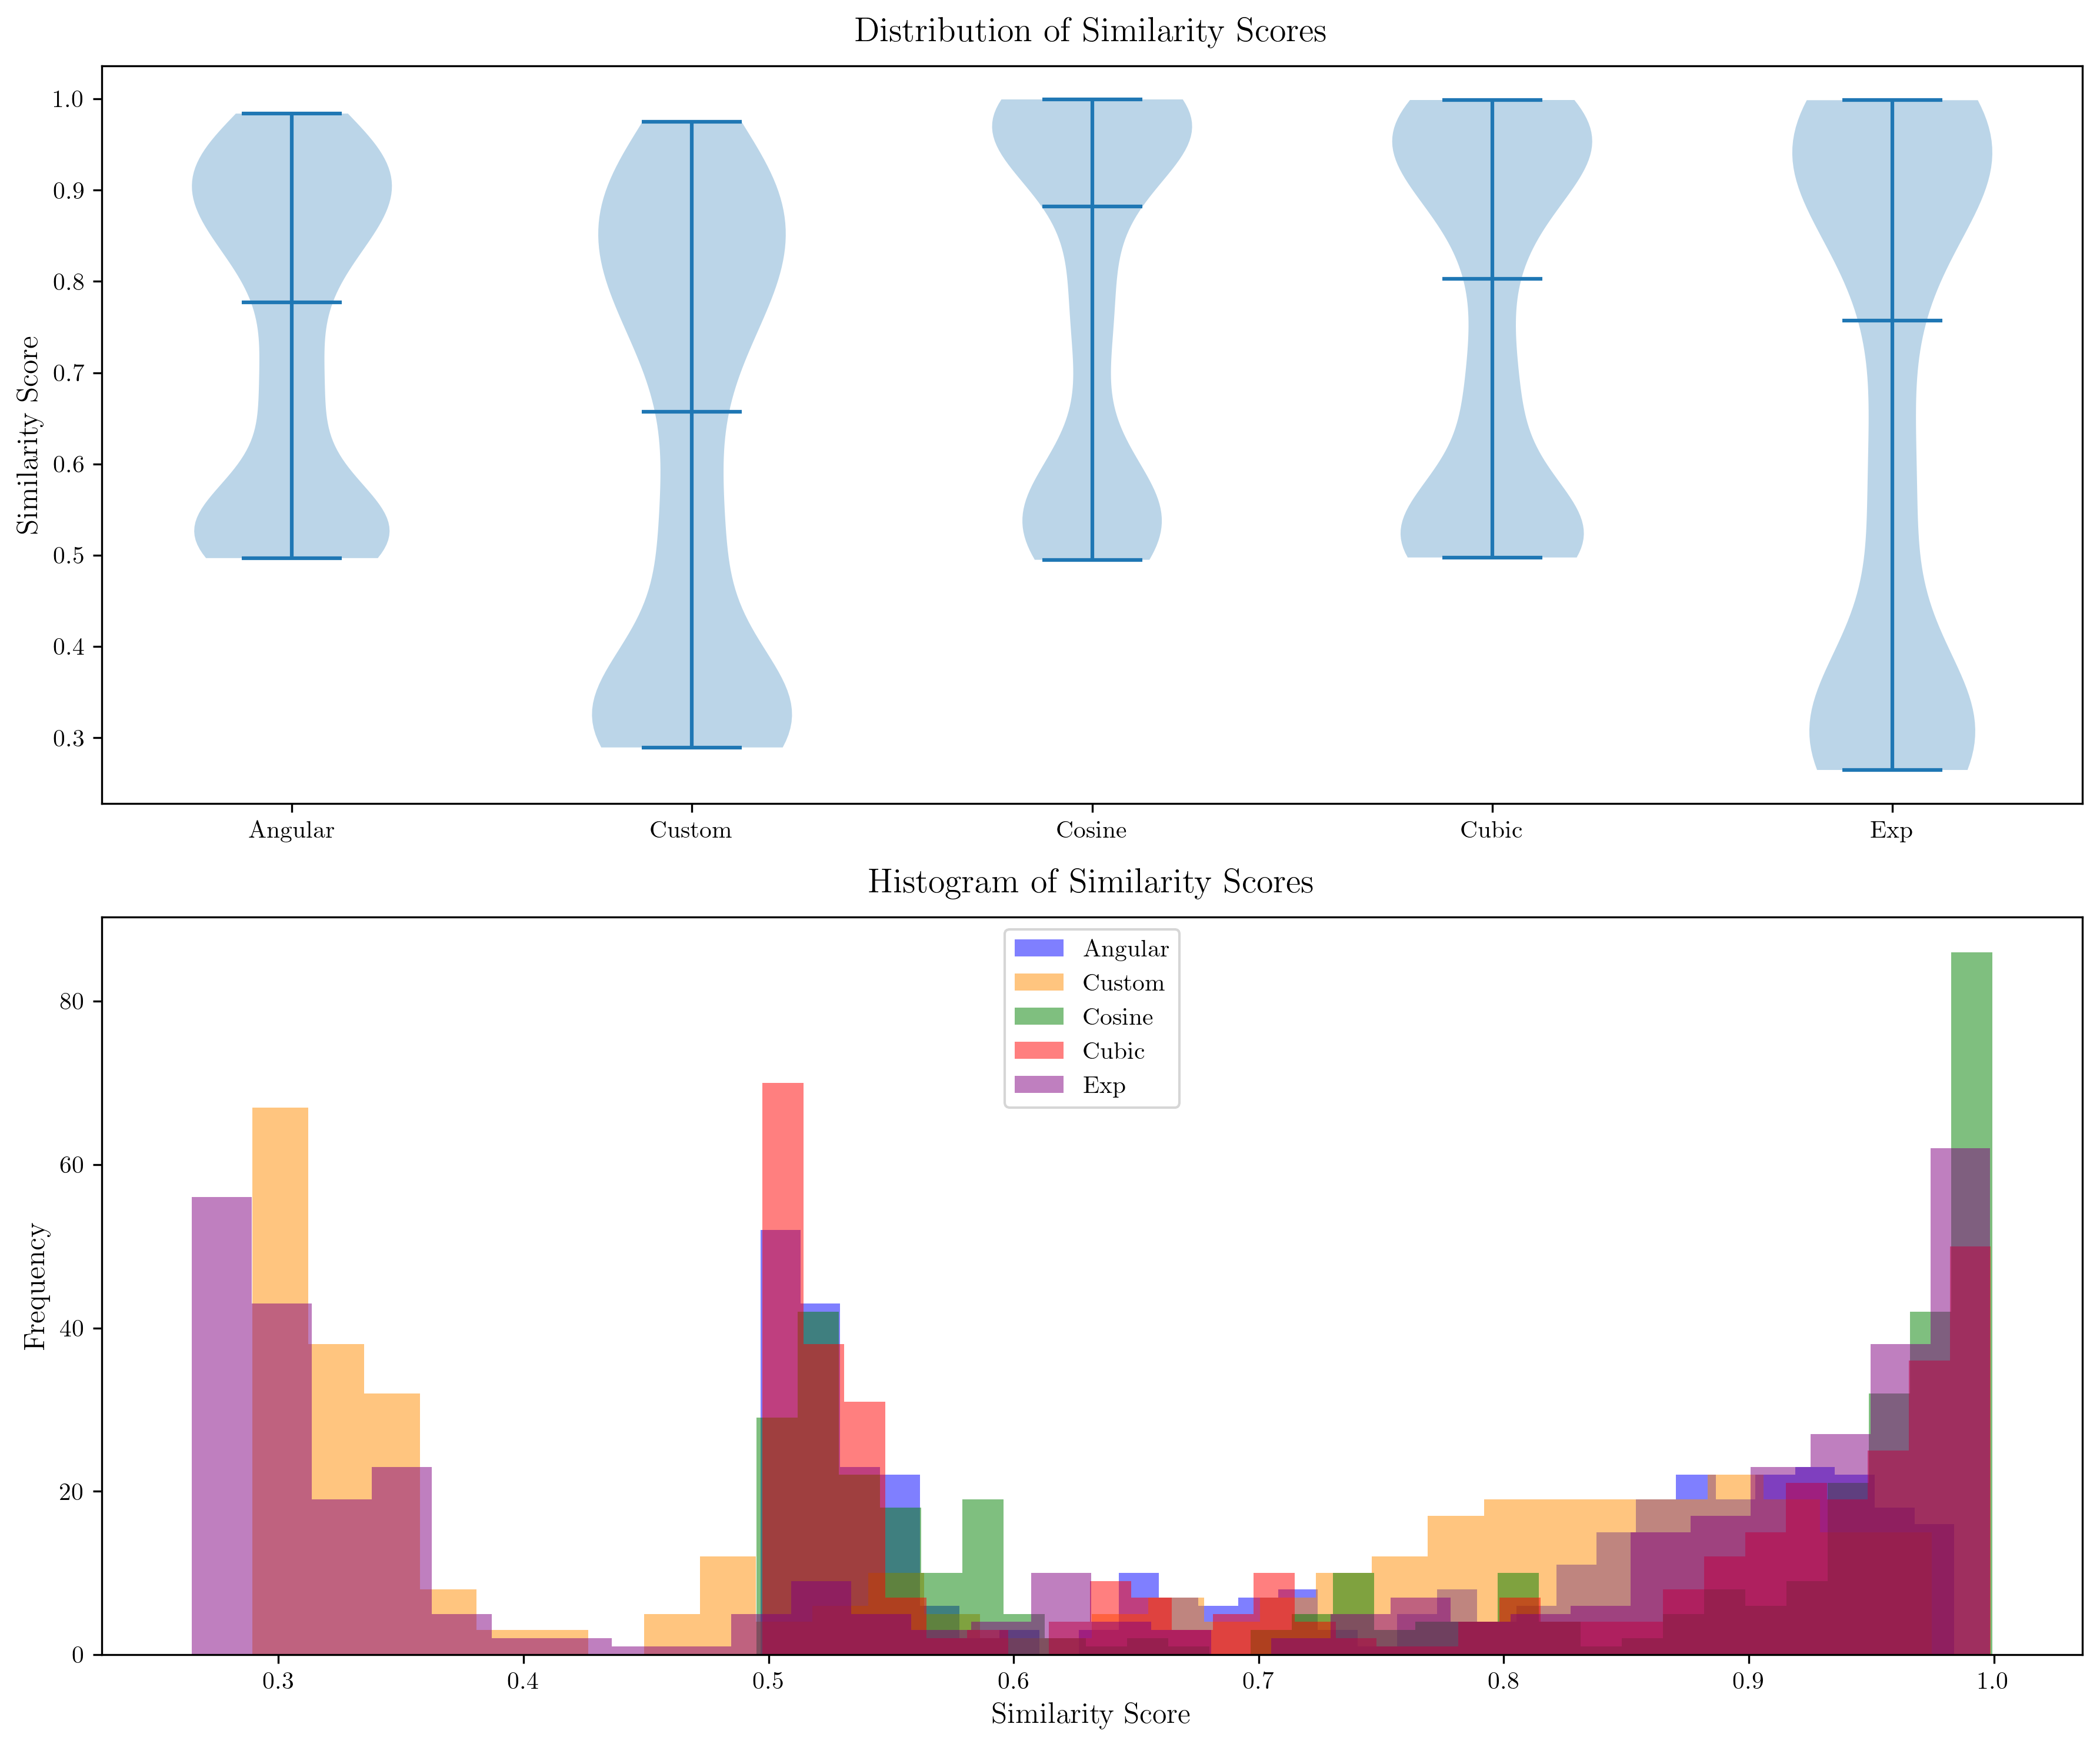 Distribution of Similarity Scores
Similarity Score
1.0
0.9
0.8
0.7
0.6
0.5
0.4
0.3
Angular
Custom
Cosine
Cubic
Exp
Histogram of Similarity Scores
Angular
Custom
Cosine
Cubic
Exp
Frequency
80
60
40
20
0
0.3
0.4
0.5
0.6
0.7
0.8
0.9
1.0
Similarity Score